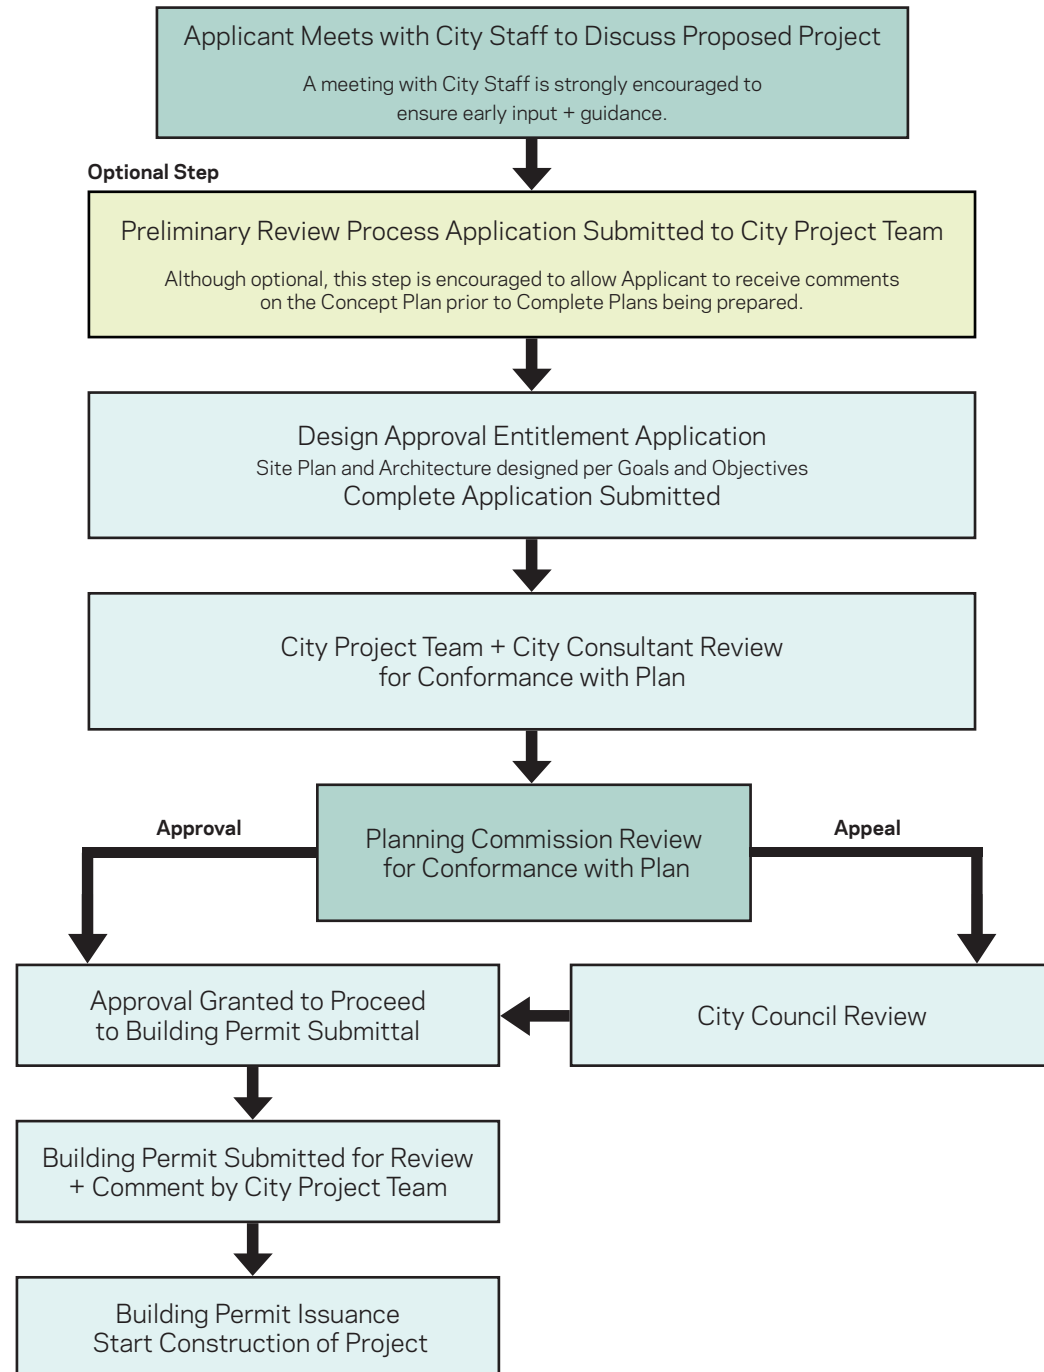 Applicant Meets with City Staff to Discuss Proposed Project
A meeting with City Staff is strongly encouraged to
ensure early input + guidance.
Optional Step
Preliminary Review Process Application Submitted to City Project Team
Although optional, this step is encouraged to allow Applicant to receive comments
on the Concept Plan prior to Complete Plans being prepared.
Design Approval Entitlement Application
Site Plan and Architecture designed per Goals and Objectives
Complete Application Submitted
City Project Team + City Consultant Review
for Conformance with Plan
Approval
Planning Commission Review
for Conformance with Plan
Appeal
Approval Granted to Proceed
to Building Permit Submittal
City Council Review
Building Permit Submitted for Review
+ Comment by City Project Team
Building Permit Issuance
Start Construction of Project